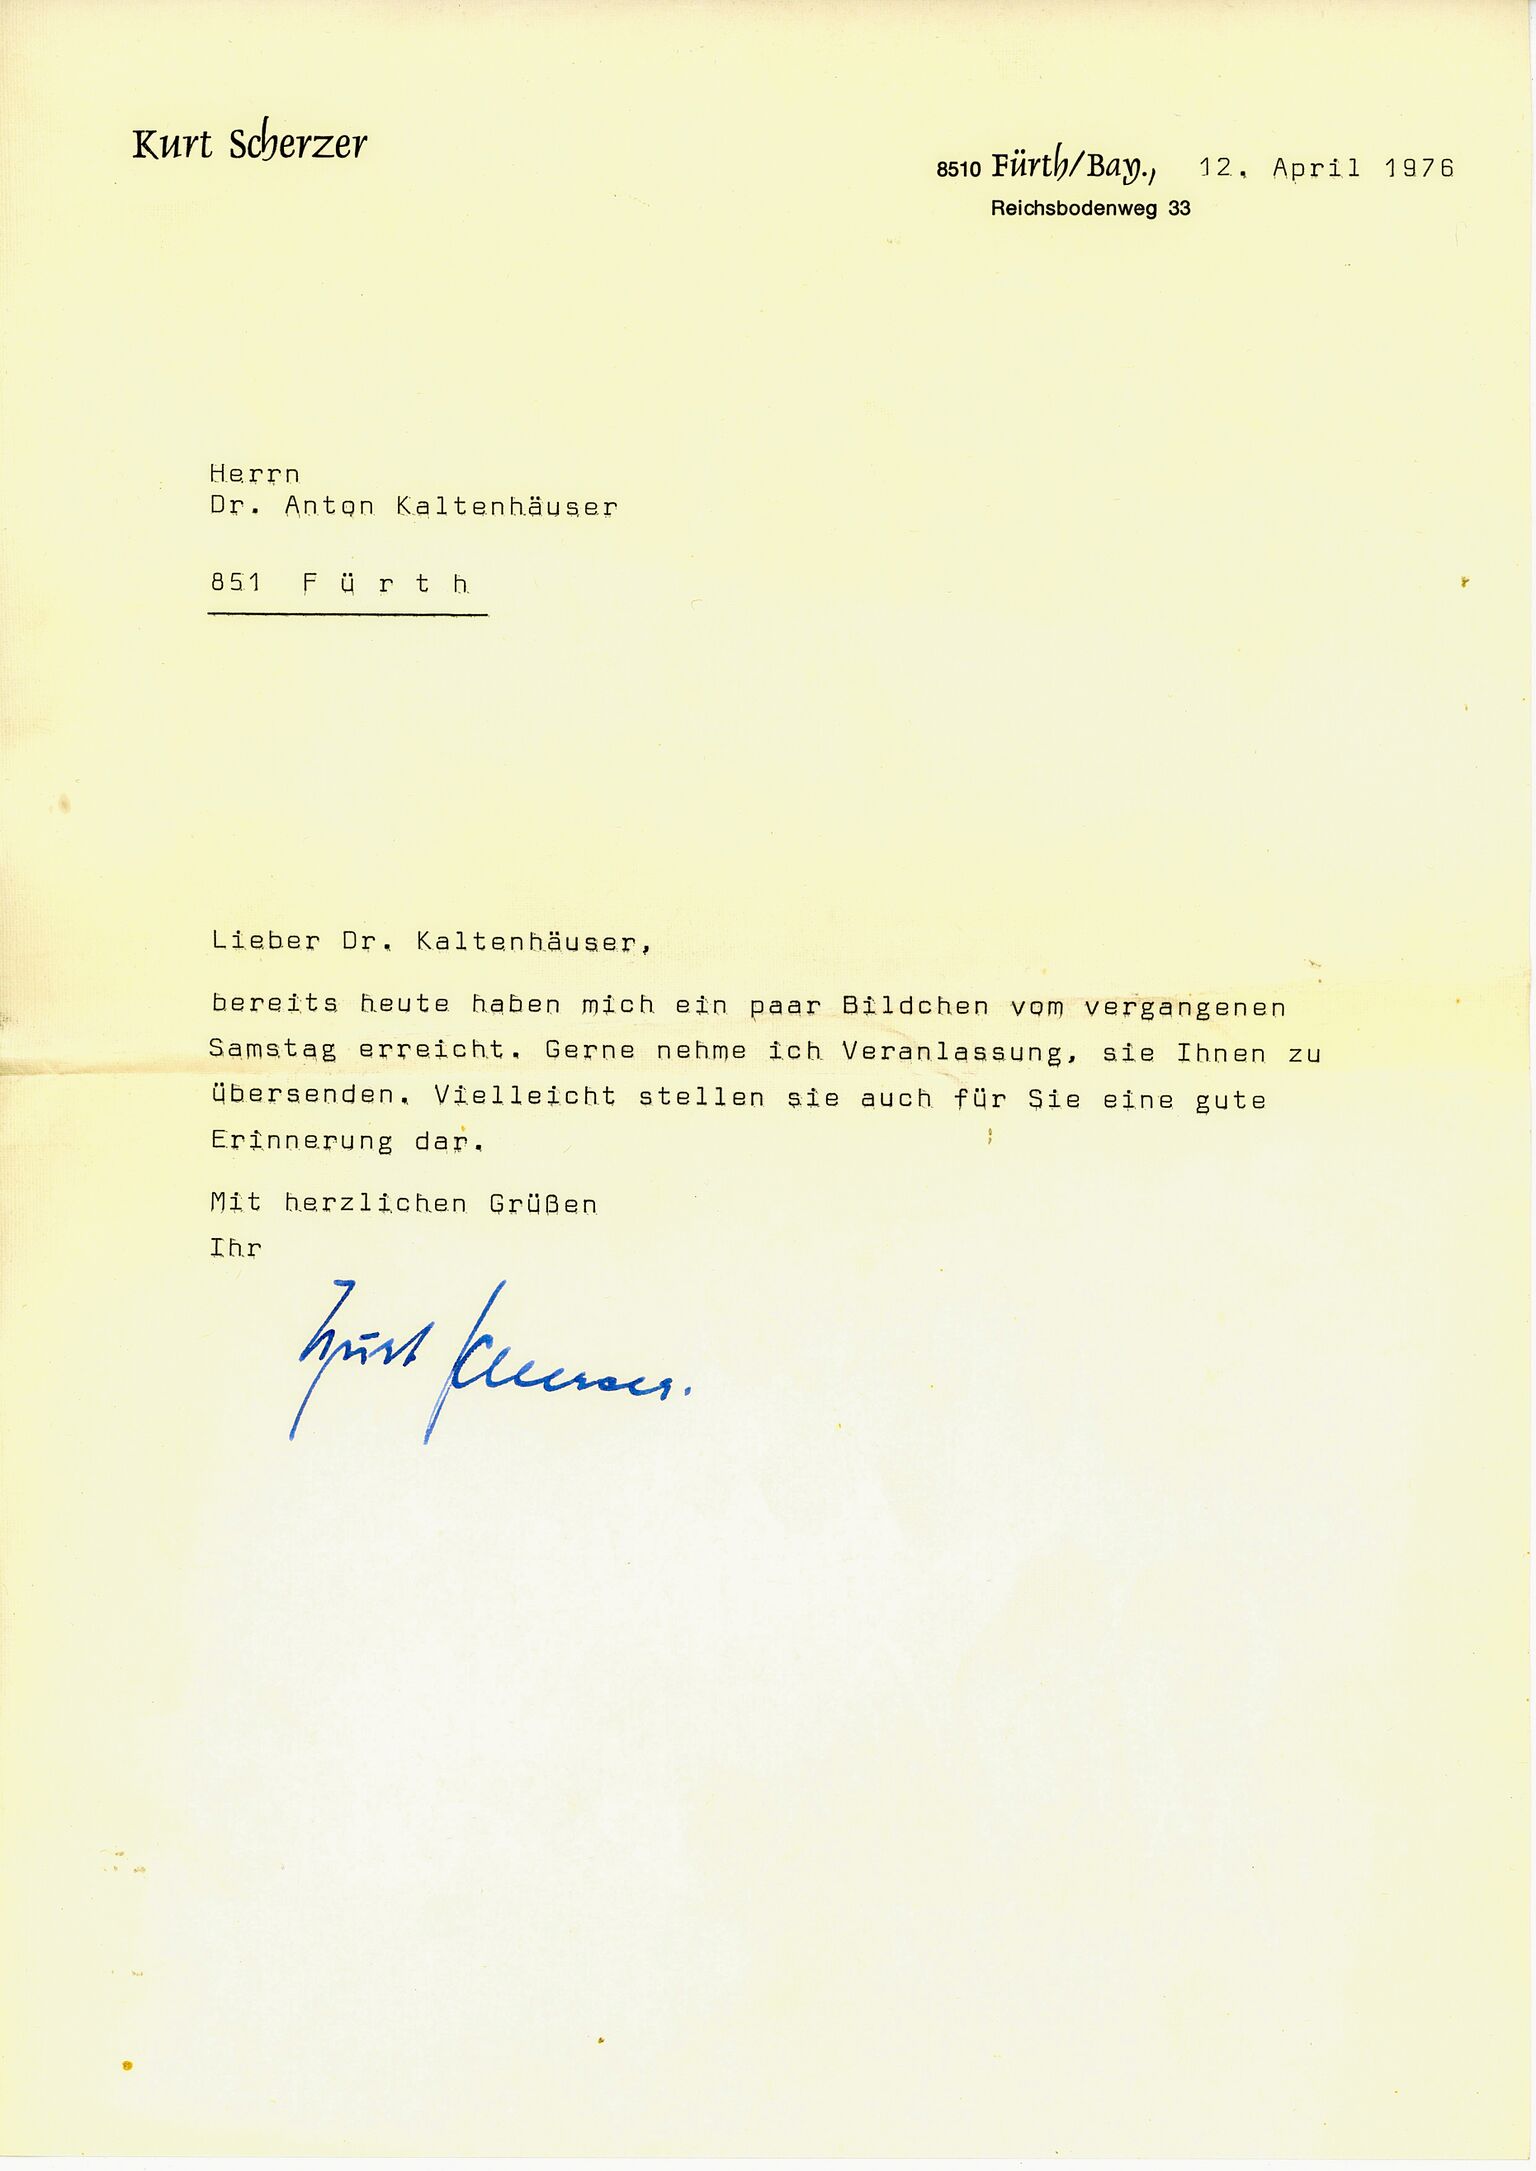 Kurt Scherzer
8510 Fürth/Bay., 12. April 1976
Reichsbodenweg 33
Herrn
Dr. Anton Kaltenhäuser
851 F ü r t h
Lieber Dr. Kaltenhäuser,
bereits heute haben mich ein paar Bildchen vom vergangenen
Samstag erreicht. Gerne nehme ich Veranlassung, sie Ihnen zu
übersenden. Vielleicht stellen sie auch für Sie eine gute
Erinnerung dar.
Mit herzlichen Grüßen
Ihr
Kurt Scherzer.